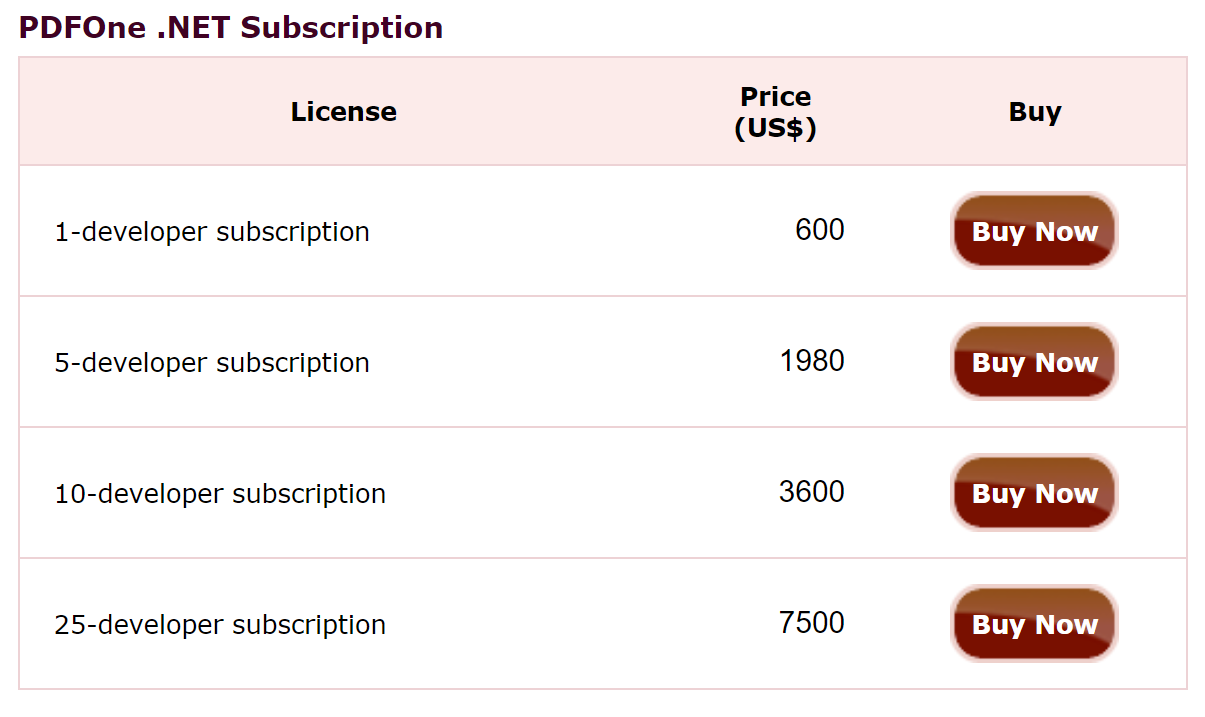 PDFOne .NET Subscription
License Price (US$) Buy
1-developer subscription 600 Buy Now
5-developer subscription 1980 Buy Now
10-developer subscription 3600 Buy Now
25-developer subscription 7500 Buy Now